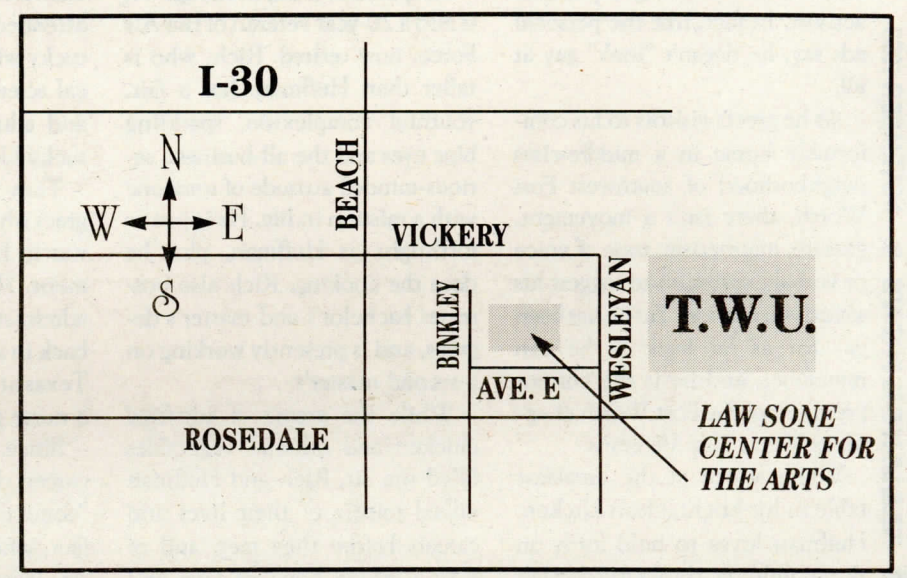 I-30
N
W E
S
BEACH
VICKERY
BINKLEY
WESLEYAN
T.W.U.
AVE. E
ROSEDALE
LAW SONE
CENTER FOR
THE ARTS